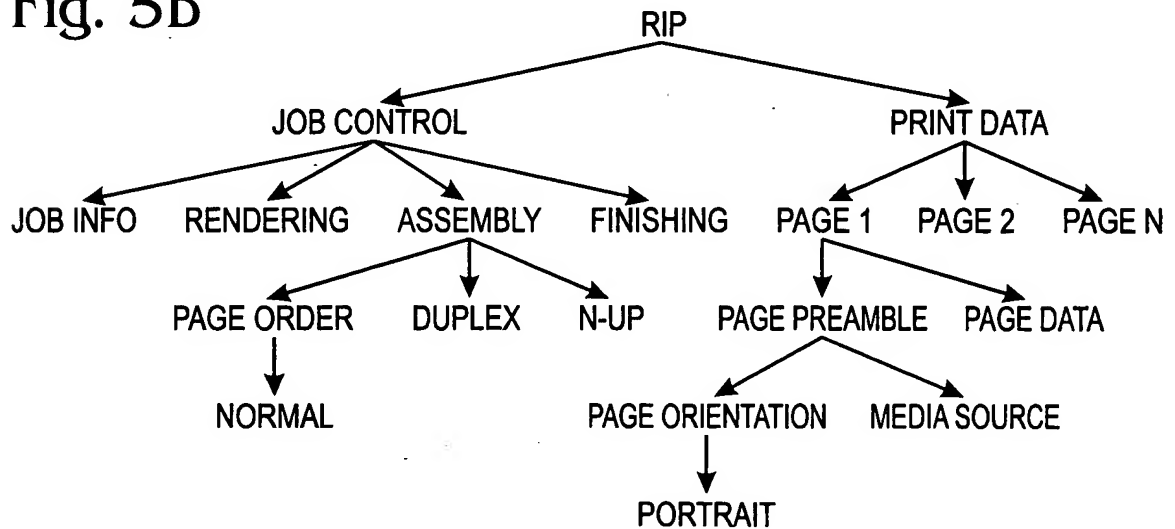 Fig. 5B
RIP
JOB CONTROL PRINT DATA
JOB INFO RENDERING ASSEMBLY FINISHING PAGE 1 PAGE 2 PAGE N
PAGE ORDER DUPLEX N-UP PAGE PREAMBLE PAGE DATA
NORMAL PAGE ORIENTATION MEDIA SOURCE
PORTRAIT